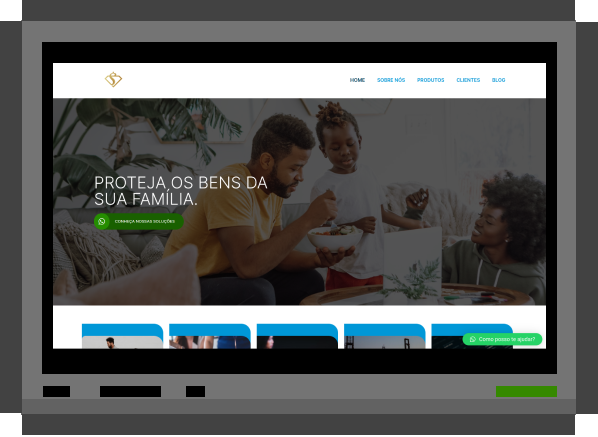 HOME SOBRE NÓS PRODUTOS CLIENTES BLOG
PROTEJA OS BENS DA
SUA FAMÍLIA.
CONHEÇA NOSSAS SOLUÇÕES
Como posso te ajudar?